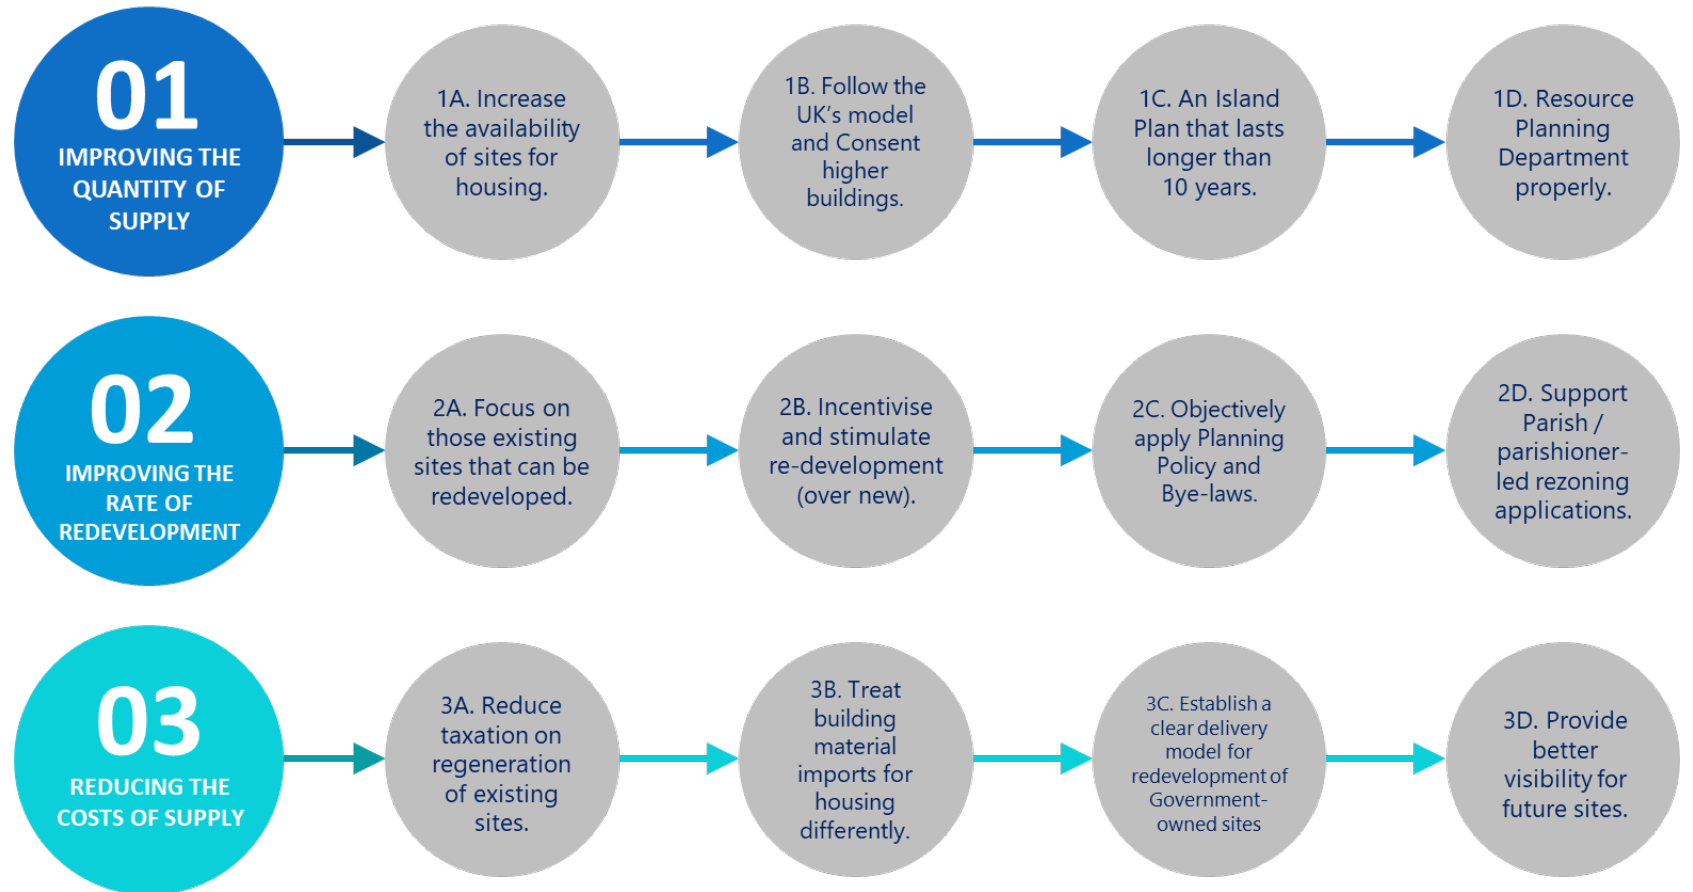 01
IMPROVING THE
QUANTITY OF
SUPPLY
1A. Increase
the availability
of sites for
housing.
1B. Follow the
UK's model
and Consent
higher
buildings.
1C. An Island
Plan that lasts
longer than
10 years.
1D. Resource
Planning
Department
properly.
02
IMPROVING THE
RATE OF
REDEVELOPMENT
2A. Focus on
those existing
sites that can be
redeveloped.
2B. Incentivise
and stimulate
re-development
(over new).
2C. Objectively
apply Planning
Policy and
Bye-laws.
2D. Support
Parish /
parishioner-
led rezoning
applications.
03
REDUCING THE
COSTS OF SUPPLY
3A. Reduce
taxation on
regeneration
of existing
sites.
3B. Treat
building
material
imports for
housing
differently.
3C. Establish a
clear delivery
model for
redevelopment of
Government-
owned sites
3D. Provide
better
visibility for
future sites.